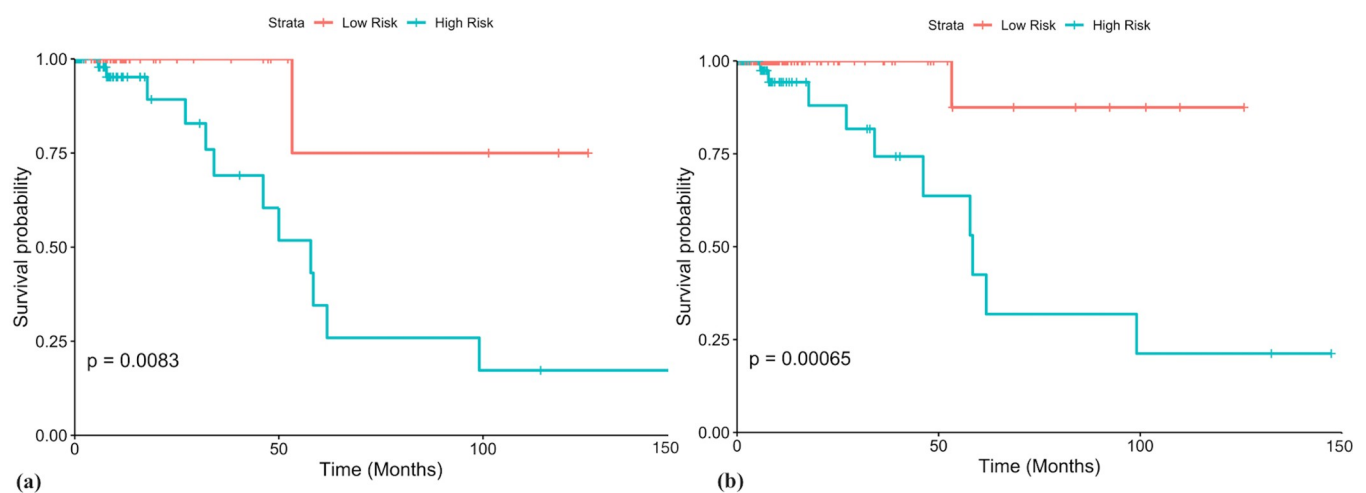 Strata Low Risk High Risk
1.00
0.75
0.50
0.25
0.00
Survival probability
p = 0.0083
0 50 100 150
Time (Months)
(a)
Strata Low Risk High Risk
1.00
0.75
0.50
0.25
0.00
Survival probability
p = 0.00065
0 50 100 150
Time (Months)
(b)